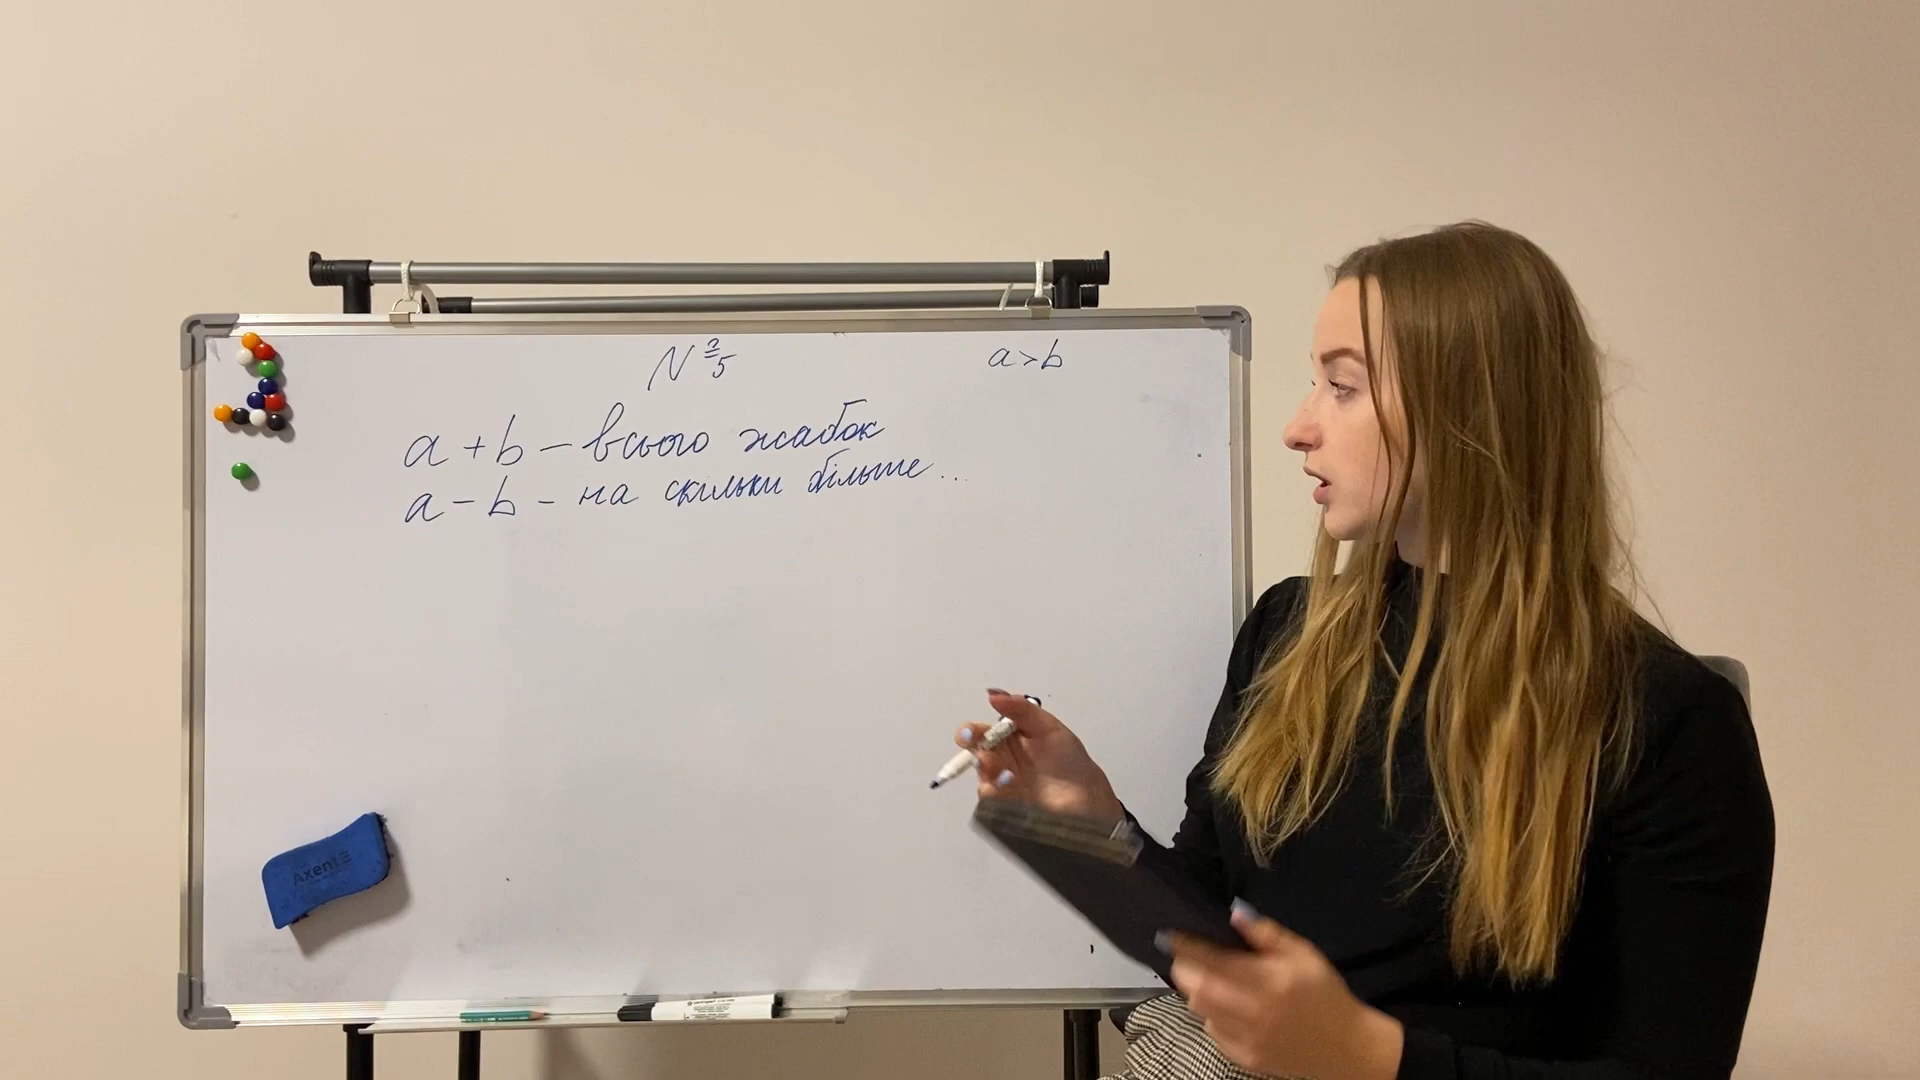 №5
a>b
a+b – всього жабок
a–b – на скільки більше...
Axent